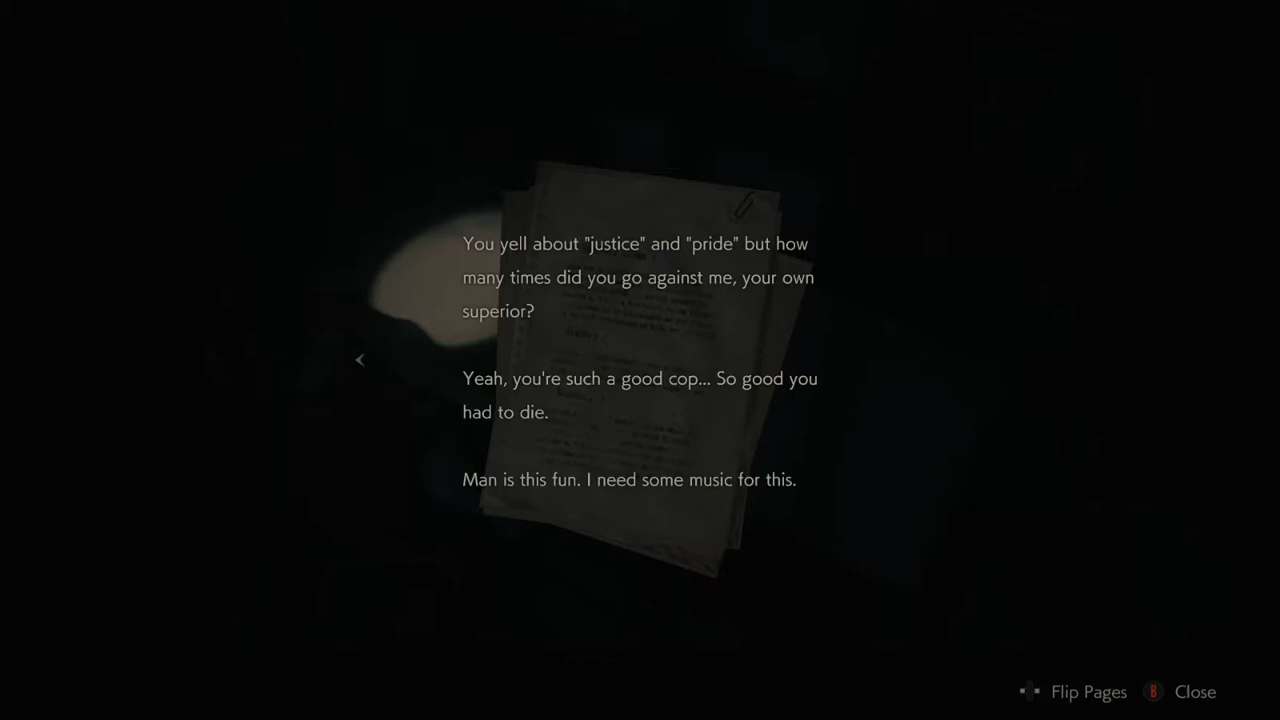 You yell about "justice" and "pride" but how
many times did you go against me, your own
superior?
Yeah, you're such a good cop... So good you
had to die.
Man is this fun. I need some music for this.
Flip Pages B Close